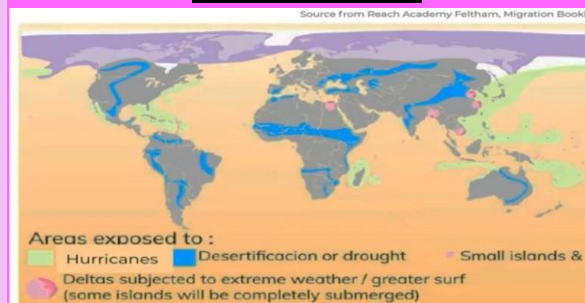 Source from Reach Academy Feltham, Migration Book
Areas exposed to :
Hurricanes
Desertificacion or drought
Small islands &
Deltas subjected to extreme weather / greater surf
(some islands will be completely submerged)